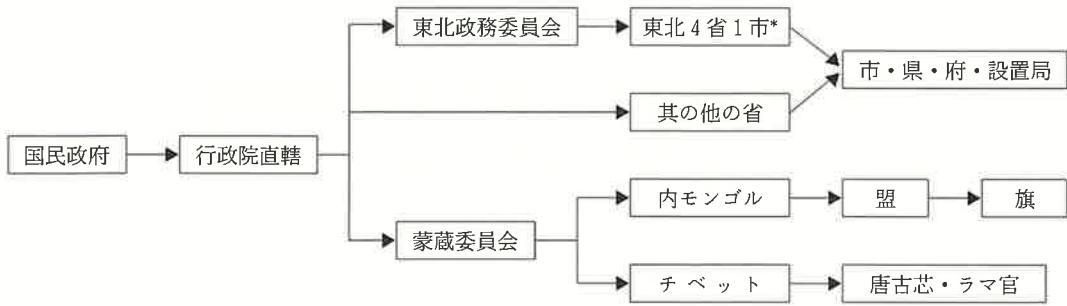 東北政務委員会
東北4省1市*
市・県・府・設置局
其の他の省
国民政府
行政院直轄
内モンゴル
盟
旗
蒙蔵委員会
チベット
唐古芯・ラマ官